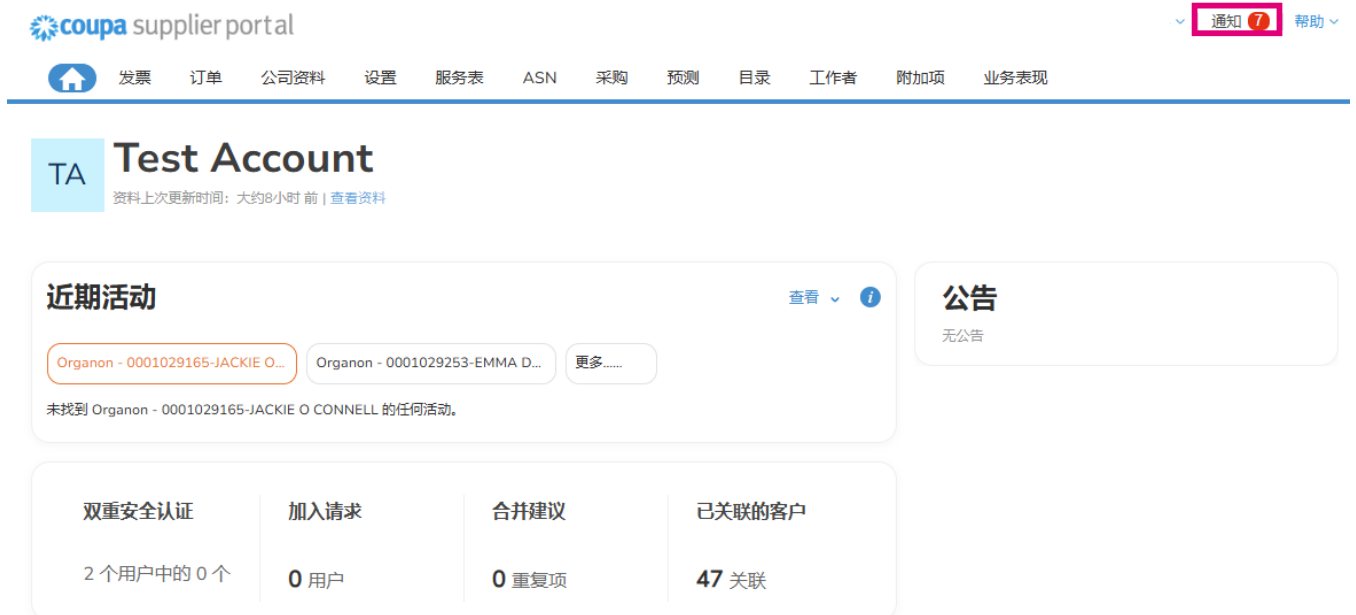 coupa supplier portal
通知 7 帮助
发票 订单 公司资料 设置 服务表 ASN 采购 预测 目录 工作者 附加项 业务表现
TA
Test Account
资料上次更新时间：大约8小时 前 | 查看资料
近期活动
查看 i
Organon - 0001029165-JACKIE O... Organon - 0001029253-EMMA D... 更多......
未找到 Organon - 0001029165-JACKIE O CONNELL 的任何活动。
公告
无公告
双重安全认证 加入请求 合并建议 已关联的客户
2 个用户中的 0 个 0 用户 0 重复项 47 关联